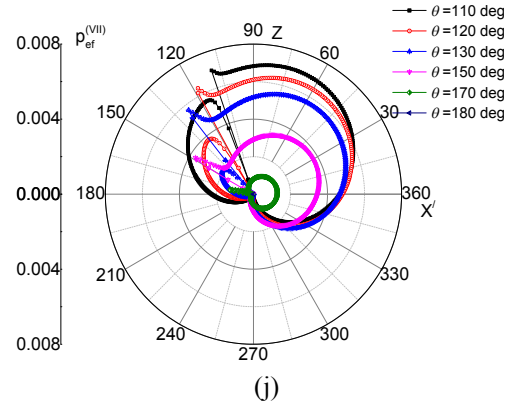 0.008
p_ef^(VII)
90
Z
120
60
θ =110 deg
θ =120 deg
θ =130 deg
θ =150 deg
θ =170 deg
θ =180 deg
0.004
150
30
0.000
180
360
X/
0.004
210
330
240
300
0.008
270
(j)